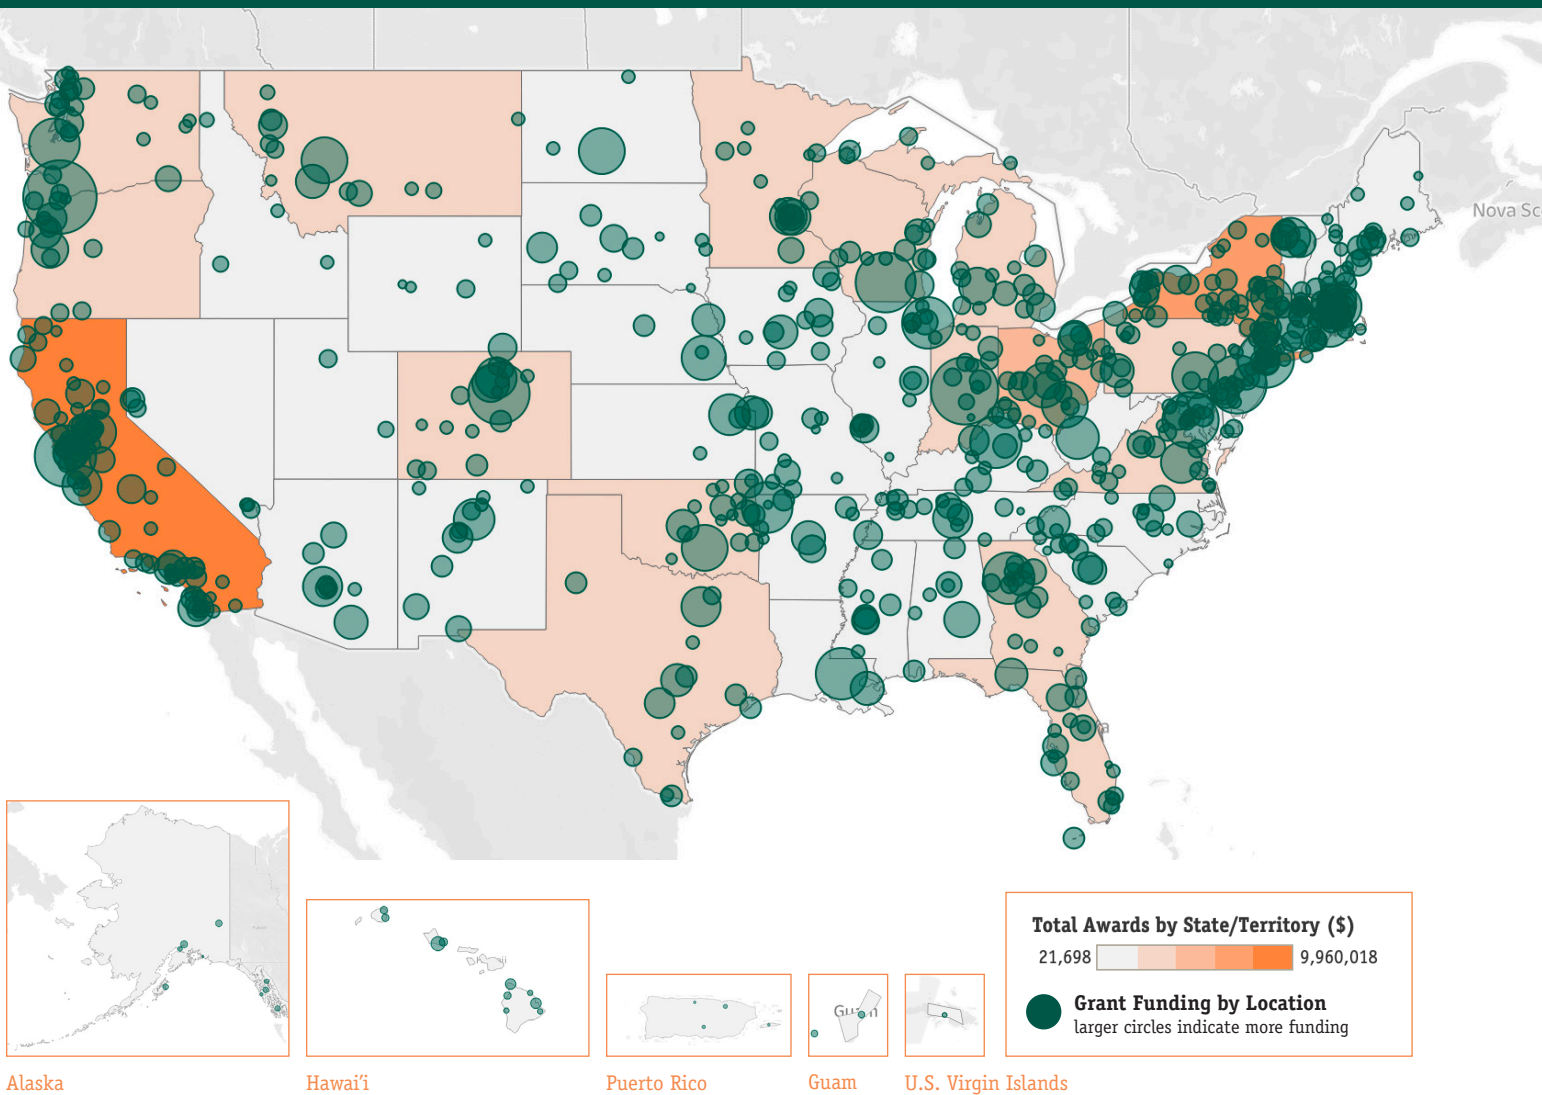 Nova Sc
a
Total Awards by State/Territory ($)
21,698
9,960,018
Grant Funding by Location
larger circles indicate more funding
Alaska
Hawai'i
Puerto Rico
Guam
U.S. Virgin Islands